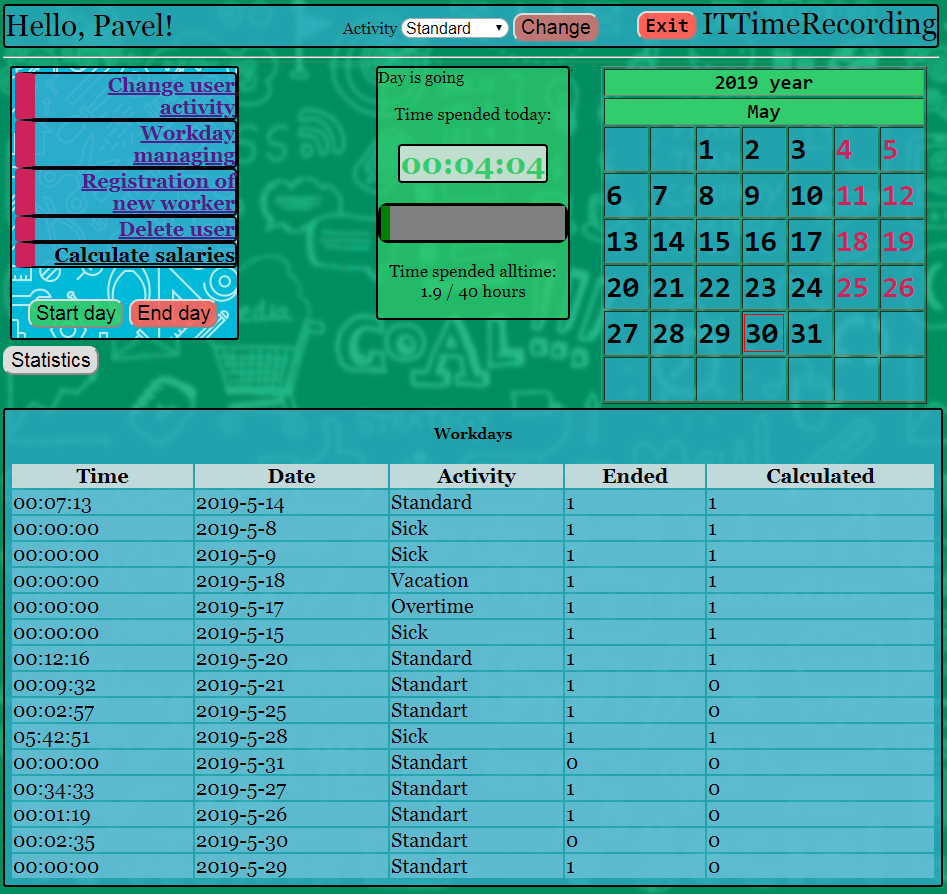 Hello, Pavel!
Activity Standard Change
Exit ITTimeRecording
Change user
activity
Workday
managing
Registration of
new worker
Delete user
Calculate salaries
Start day End day
Statistics
Day is going
Time spended today:
00:04:04
Time spended alltime:
1.9 / 40 hours
2019 year
May
1 2 3 4 5
6 7 8 9 10 11 12
13 14 15 16 17 18 19
20 21 22 23 24 25 26
27 28 29 30 31
GOAL...
STRATEGY
Workdays
Time Date Activity Ended Calculated
00:07:13 2019-5-14 Standard 1 1
00:00:00 2019-5-8 Sick 1 1
00:00:00 2019-5-9 Sick 1 1
00:00:00 2019-5-18 Vacation 1 1
00:00:00 2019-5-17 Overtime 1 1
00:00:00 2019-5-15 Sick 1 1
00:12:16 2019-5-20 Standard 1 1
00:09:32 2019-5-21 Standart 1 0
00:02:57 2019-5-25 Standart 1 0
05:42:51 2019-5-28 Sick 1 1
00:00:00 2019-5-31 Standart 0 0
00:34:33 2019-5-27 Standart 1 0
00:01:19 2019-5-26 Standart 1 0
00:02:35 2019-5-30 Standart 0 0
00:00:00 2019-5-29 Standart 1 0